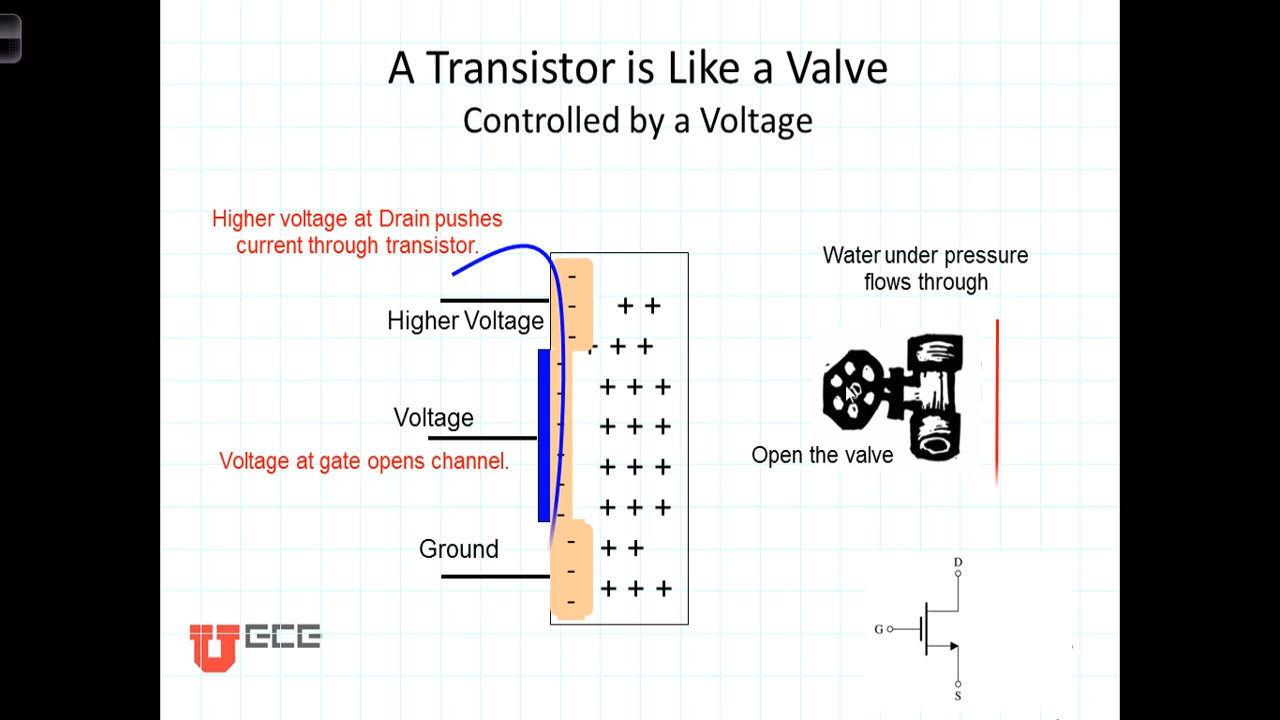 A Transistor is Like a Valve
Controlled by a Voltage
Higher voltage at Drain pushes
current through transistor.
Higher Voltage
Voltage
Voltage at gate opens channel.
Ground
Water under pressure
flows through
Open the valve
D
G
S
U ECE
- 
- + +
- + + +
- + + +
- + + +
- + + +
- + + +
- + +
- + + +
-